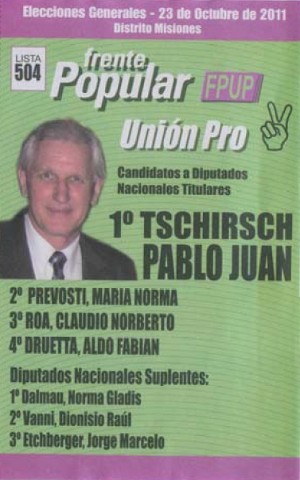 Elecciones Generales - 23 de Octubre de 2011
Distrito Misiones
LISTA
504
frente
Popular FPUP
Unión Pro
Candidatos a Diputados
Nacionales Titulares
1º TSCHIRSCH
PABLO JUAN
2º PREVOSTI, MARIA NORMA
3º ROA, CLAUDIO NORBERTO
4º DRUETTA, ALDO FABIAN
Diputados Nacionales Suplentes:
1º Dalmau, Norma Gladis
2º Vanni, Dionisio Raúl
3º Etchberger, Jorge Marcelo